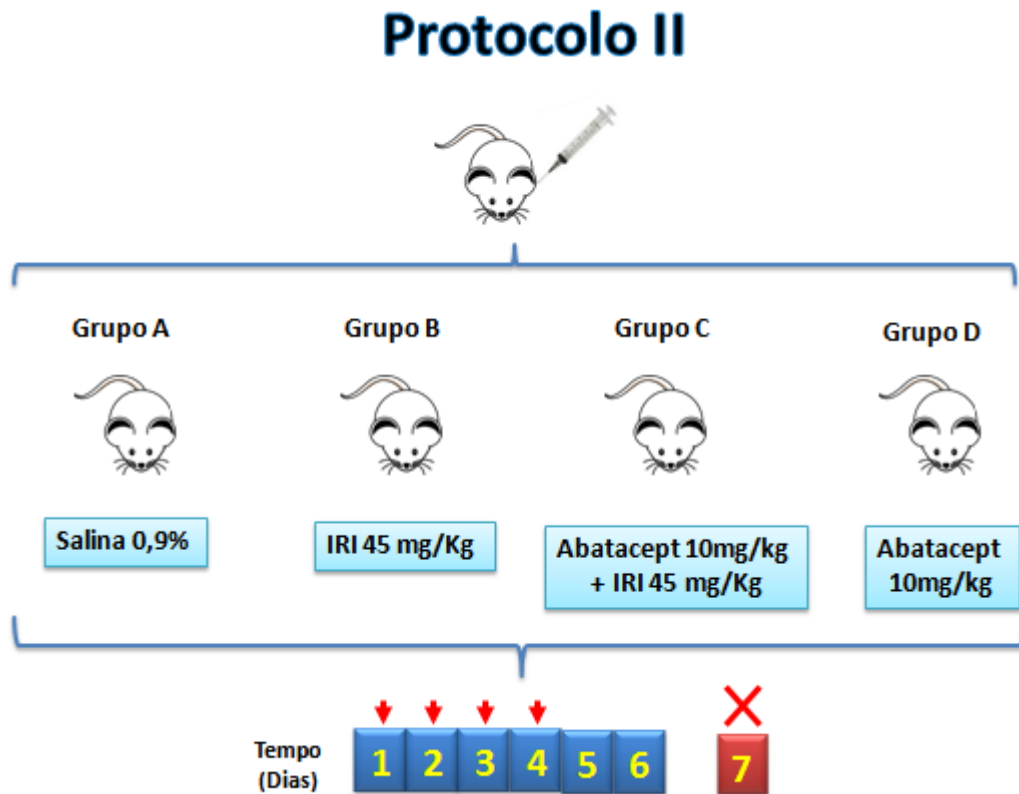 Protocolo II
Grupo A
Grupo B
Grupo C
Grupo D
Salina 0,9%
IRI 45 mg/Kg
Abatacept 10mg/kg
+ IRI 45 mg/Kg
Abatacept
10mg/kg
Tempo
(Dias)
1 2 3 4 5 6 7